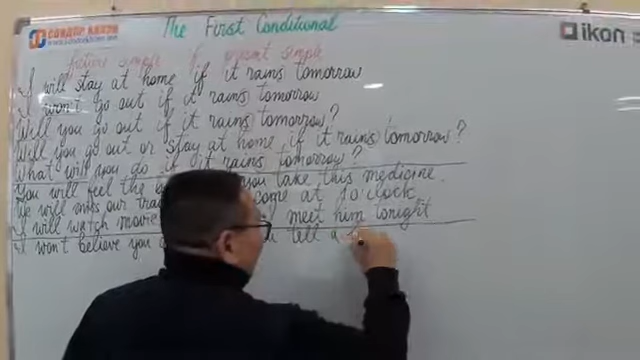 The First Conditional
ikon
future simple if present simple
I will stay at home if it rains tomorrow
I won't go out if it rains tomorrow
Will you go out if it rains tomorrow?
Will you go out or stay at home if it rains tomorrow?
What will you do if it rains tomorrow?
You will feel the you take this medicine.
We will miss our come at 10 o'clock
I will watch movie meet him tonight
I won't believe you tell a